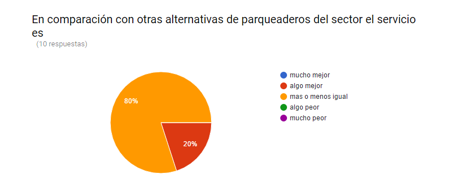 En comparación con otras alternativas de parqueaderos del sector el servicio
es
(10 respuestas)
80%
20%
mucho mejor
algo mejor
mas o menos igual
algo peor
mucho peor